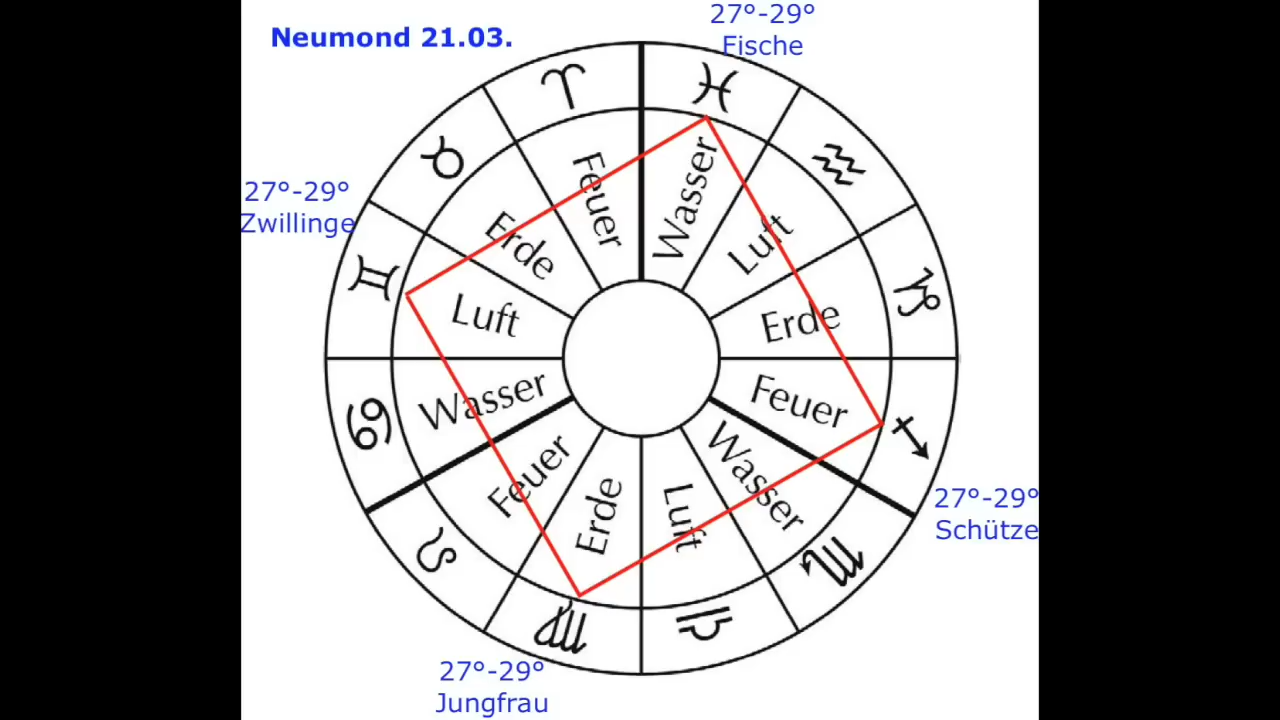 Neumond 21.03.
27°-29°
Fische
27°-29°
Zwillinge
27°-29°
Schütze
27°-29°
Jungfrau
♈
♓
♒
♑
♐
♏
♎
♍
♌
♋
♊
♉
Feuer
Wasser
Luft
Erde
Feuer
Wasser
Luft
Erde
Feuer
Wasser
Luft
Erde